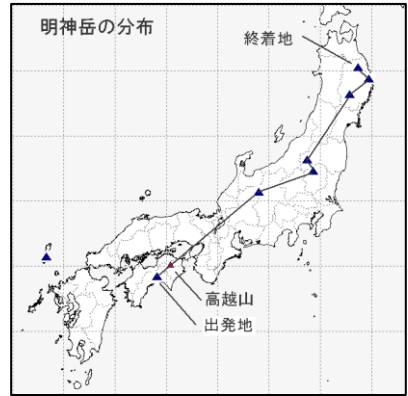 明神岳の分布
終着地
高越山
出発地